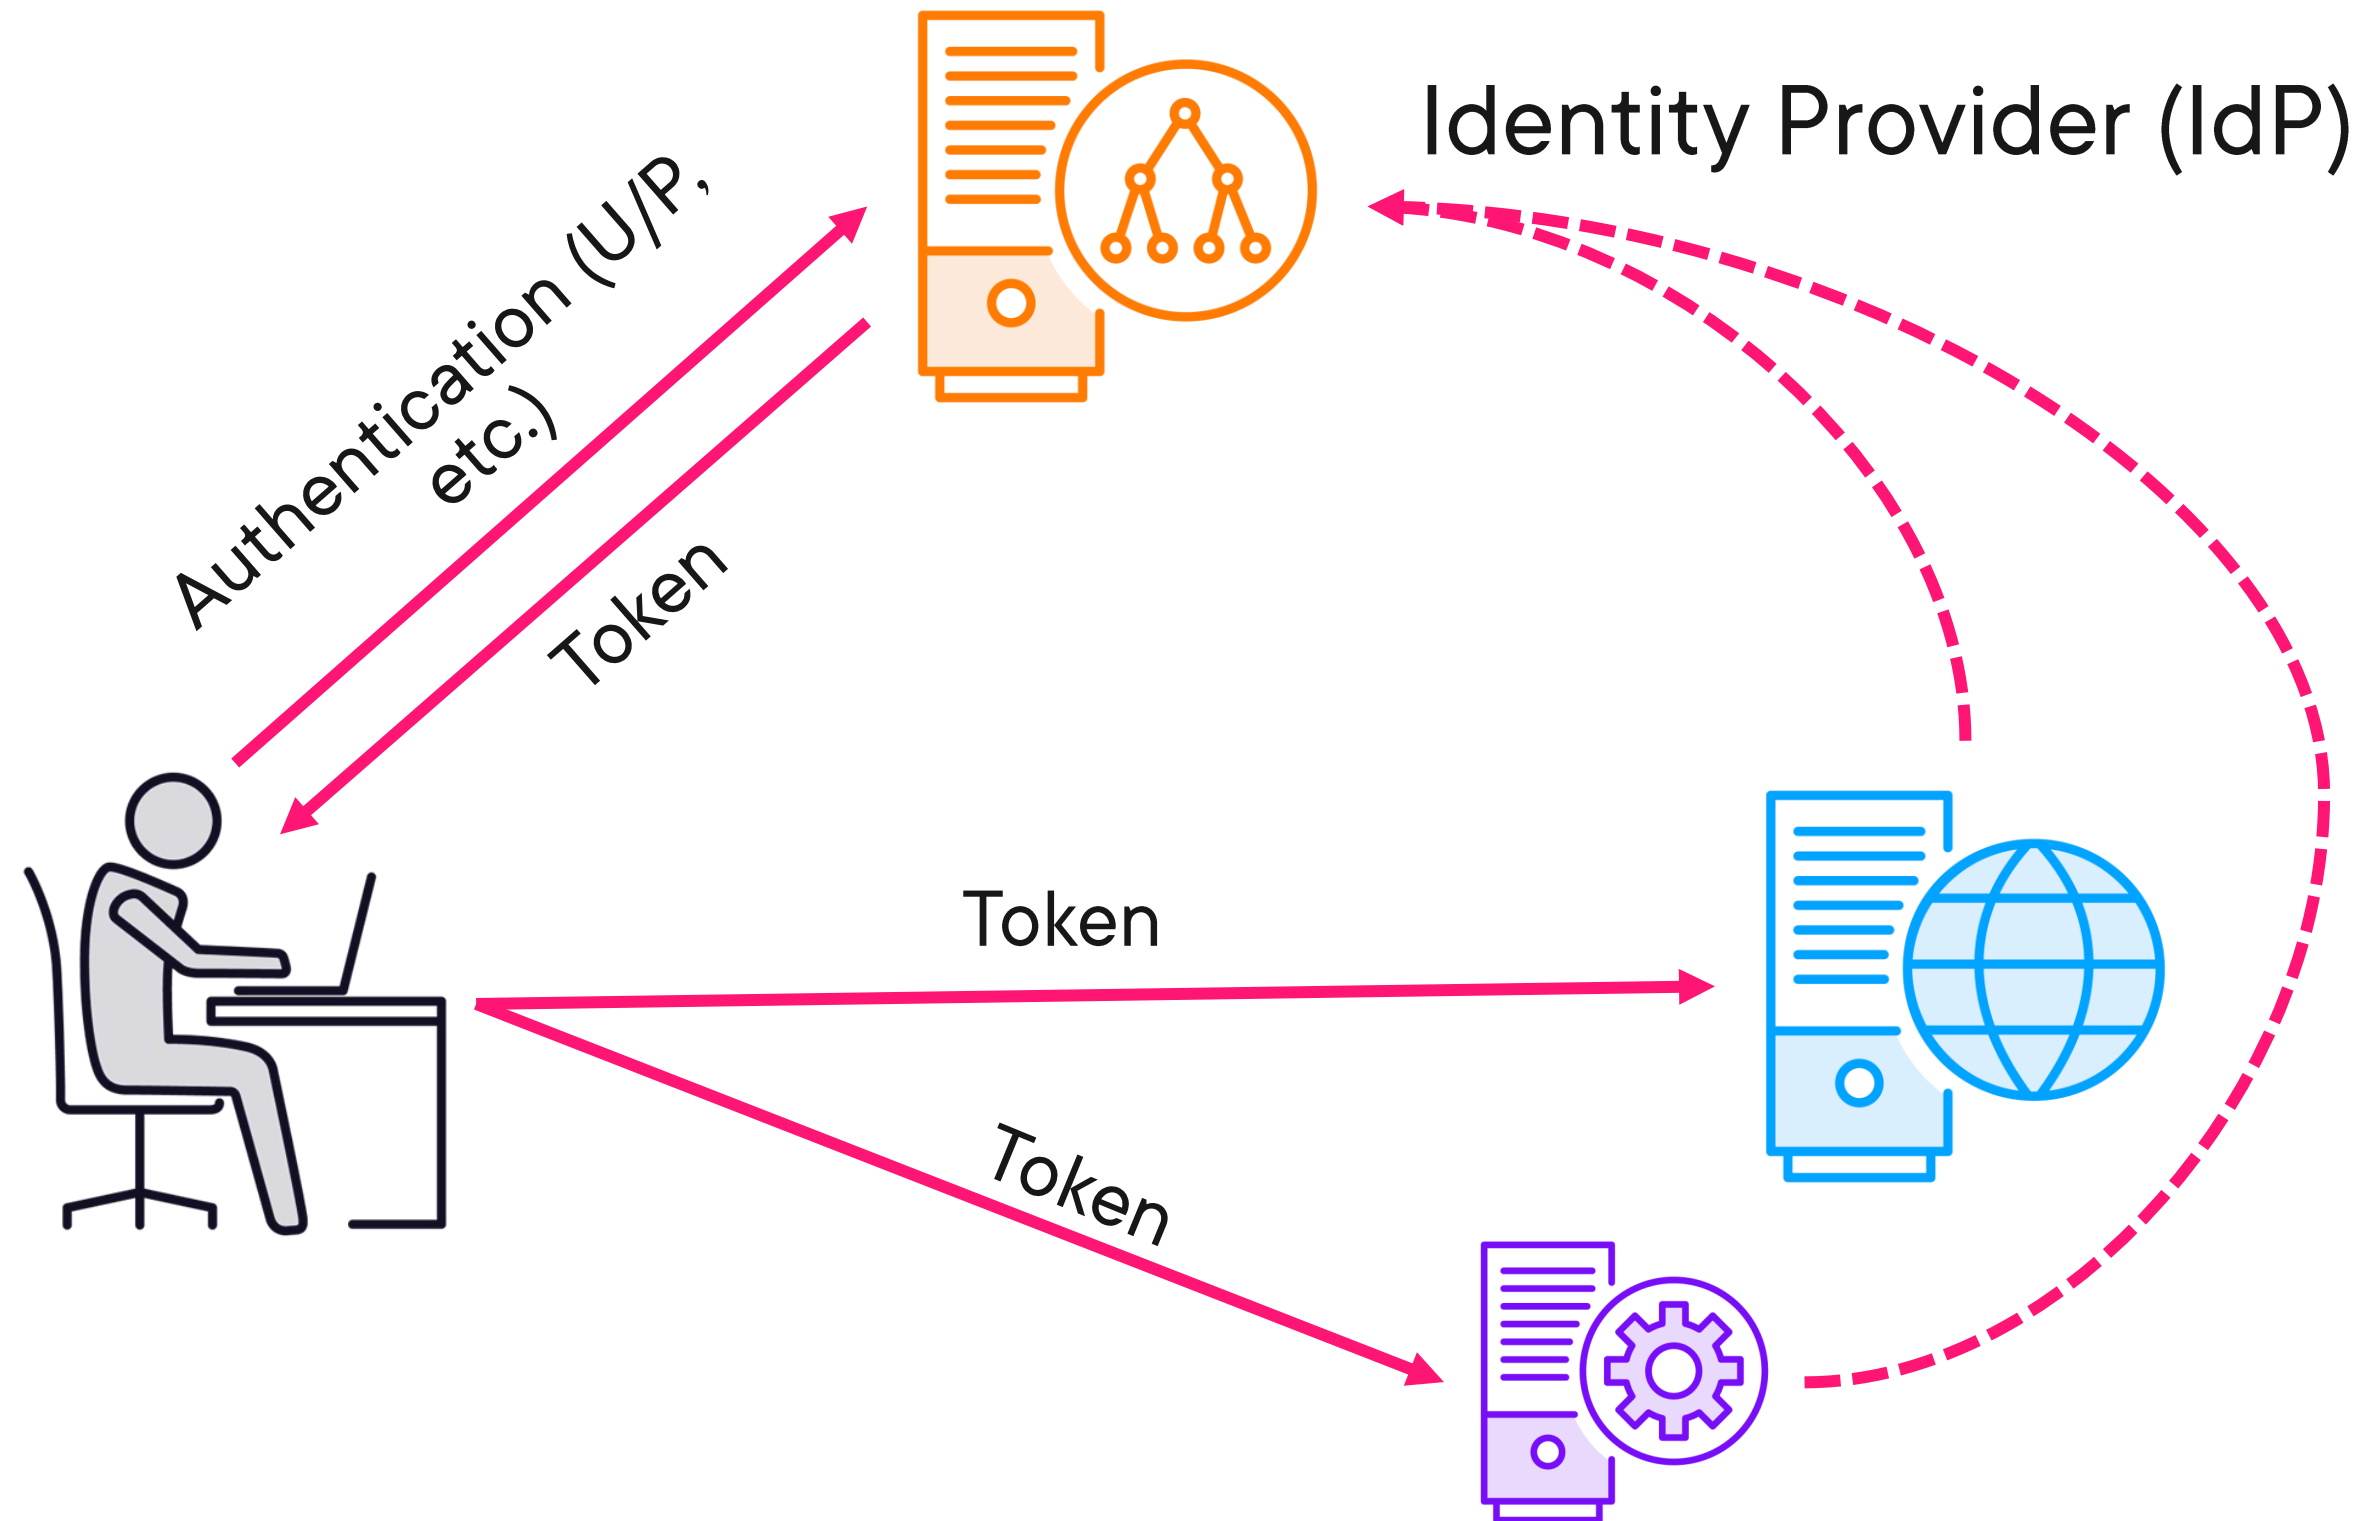 Identity Provider (IdP)
Authentication (U/P,
etc.)
Token
Token
Token